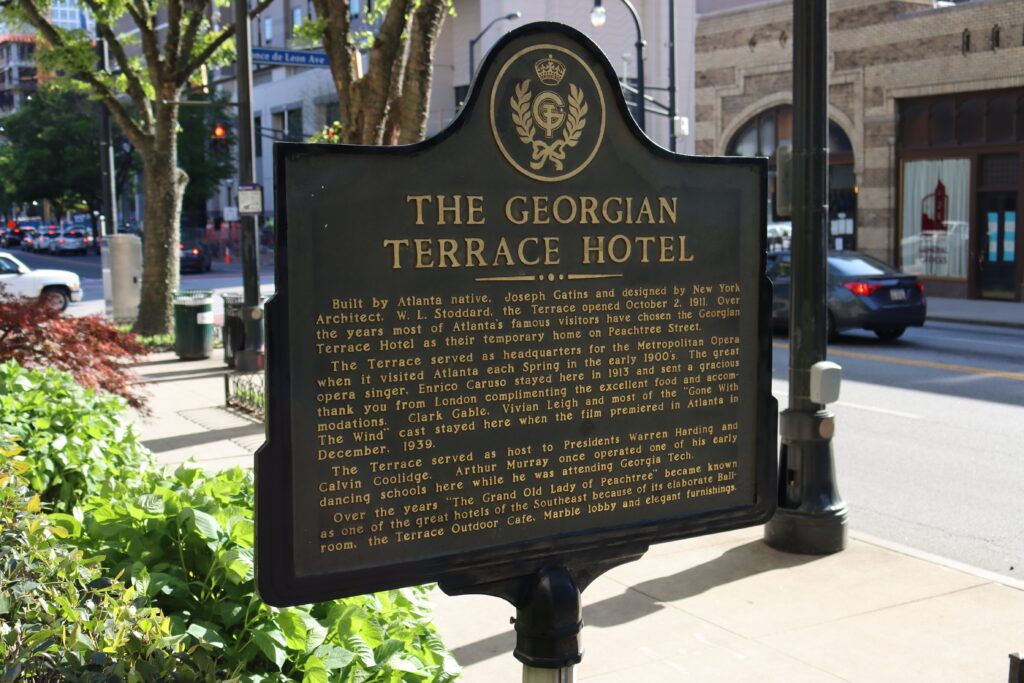 nce de Leon Ave
THE GEORGIAN
TERRACE HOTEL
Built by Atlanta native, Joseph Gatins and designed by New York
Architect, W. L. Stoddard, the Terrace opened October 2, 1911. Over
the years most of Atlanta's famous visitors have chosen the Georgian
Terrace Hotel as their temporary home on Peachtree Street.
The Terrace served as headquarters for the Metropolitan Opera
when it visited Atlanta each Spring in the early 1900's. The great
opera singer, Enrico Caruso stayed here in 1913 and sent a gracious
thank you from London complimenting the excellent food and accom-
modations. Clark Gable, Vivian Leigh and most of the "Gone With
The Wind" cast stayed here when the film premiered in Atlanta in
December, 1939.
The Terrace served as host to Presidents Warren Harding and
Calvin Coolidge. Arthur Murray once operated one of his early
dancing schools here while he was attending Georgia Tech.
Over the years "The Grand Old Lady of Peachtree" became known
as one of the great hotels of the Southeast because of its elaborate Ball-
room, the Terrace Outdoor Cafe, Marble lobby and elegant furnishings.